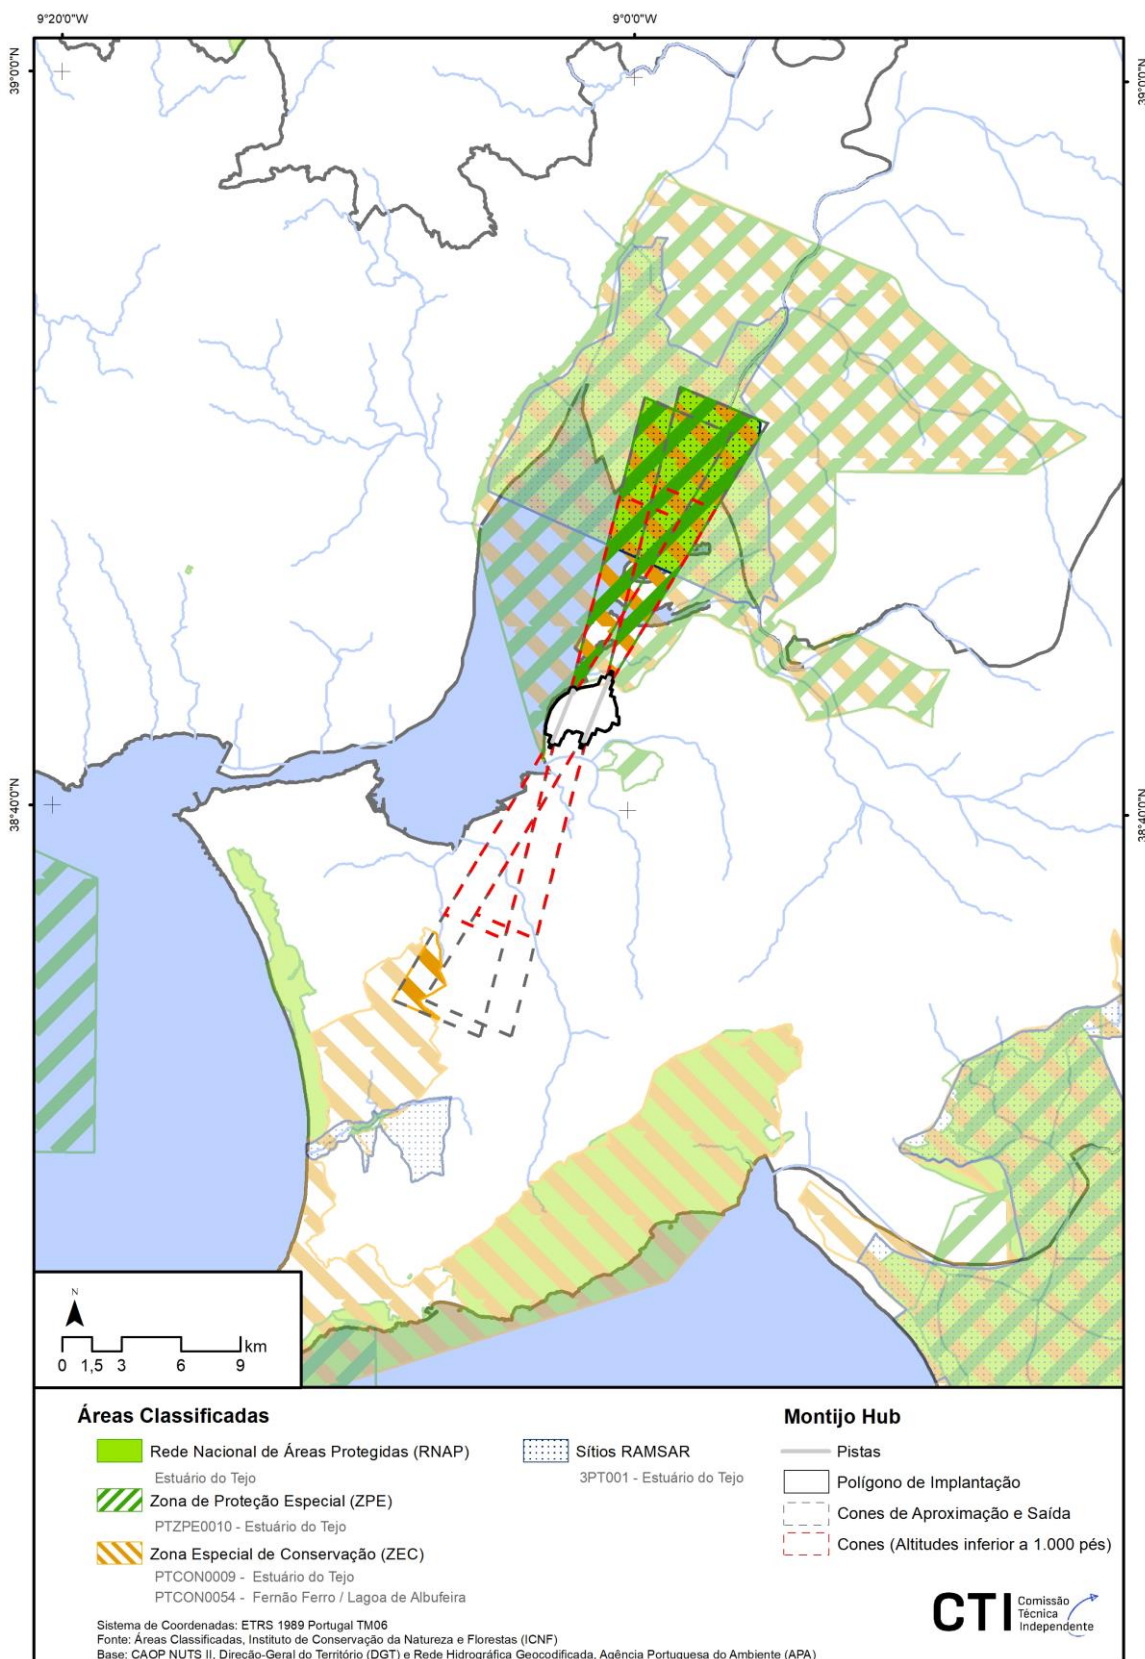 9°20'0"W
9°0'0"W
39°0'0"N
39°0'0"N
38°40'0"N
38°40'0"N
N
0 1,5 3 6 9 km
Áreas Classificadas
Rede Nacional de Áreas Protegidas (RNAP)
Estuário do Tejo
Zona de Proteção Especial (ZPE)
PTZPE0010 - Estuário do Tejo
Zona Especial de Conservação (ZEC)
PTCON0009 - Estuário do Tejo
PTCON0054 - Fernão Ferro / Lagoa de Albufeira
Sítios RAMSAR
3PT001 - Estuário do Tejo
Montijo Hub
Pistas
Polígono de Implantação
Cones de Aproximação e Saída
Cones (Altitudes inferior a 1.000 pés)
Sistema de Coordenadas: ETRS 1989 Portugal TM06
Fonte: Áreas Classificadas, Instituto de Conservação da Natureza e Florestas (ICNF)
Base: CAOP NUTS II, Direção-Geral do Território (DGT) e Rede Hidrográfica Geocodificada, Agência Portuguesa do Ambiente (APA)
CTI
Comissão
Técnica
Independente